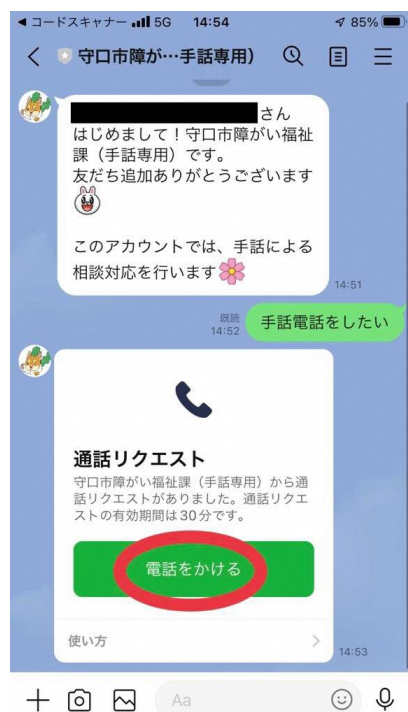 コードスキャナー 5G 14:54 85%
守口市障が…手話専用)
さん
はじめまして!守口市障がい福祉
課(手話専用)です。
友だち追加ありがとうございます
このアカウントでは、手話による
相談対応を行います
14:51
既読
14:52
手話電話をしたい
通話リクエスト
守口市障がい福祉課(手話専用)から通
話リクエストがありました。通話リクエ
ストの有効期間は30分です。
電話をかける
使い方
14:53
Aa